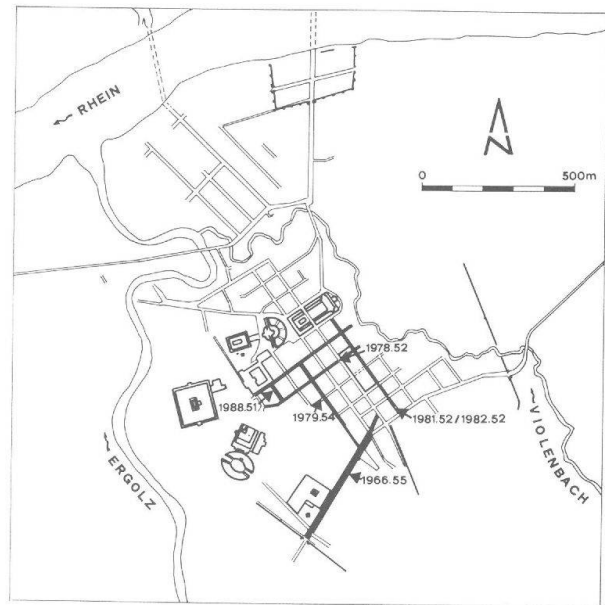 RHEIN
N
0 500m
1978.52
1988.51
1979.54
1981.52/1982.52
1966.55
ERGOLZ
VIOLENBACH